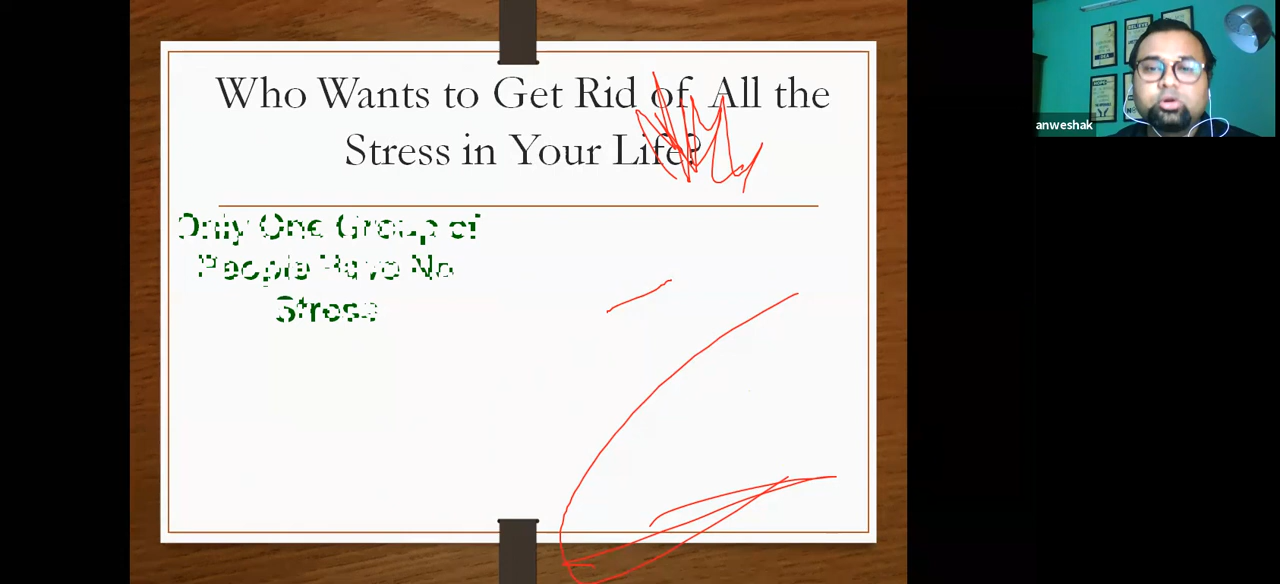 Who Wants to Get Rid of All the
Stress in Your Life?
Only One Group of
People Have No
Stress
anweshak